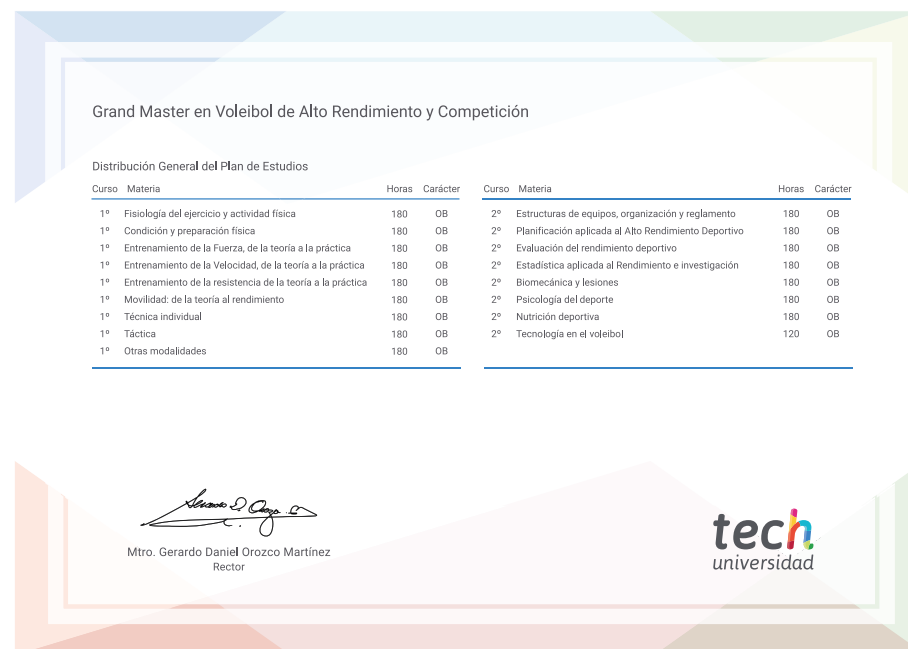 Grand Master en Voleibol de Alto Rendimiento y Competición
Distribución General del Plan de Estudios
Curso Materia Horas Carácter
1º Fisiología del ejercicio y actividad física 180 OB
1º Condición y preparación física 180 OB
1º Entrenamiento de la Fuerza, de la teoría a la práctica 180 OB
1º Entrenamiento de la Velocidad, de la teoría a la práctica 180 OB
1º Entrenamiento de la resistencia de la teoría a la práctica 180 OB
1º Movilidad: de la teoría al rendimiento 180 OB
1º Técnica individual 180 OB
1º Táctica 180 OB
1º Otras modalidades 180 OB
Curso Materia Horas Carácter
2º Estructuras de equipos, organización y reglamento 180 OB
2º Planificación aplicada al Alto Rendimiento Deportivo 180 OB
2º Evaluación del rendimiento deportivo 180 OB
2º Estadística aplicada al Rendimiento e investigación 180 OB
2º Biomecánica y lesiones 180 OB
2º Psicología del deporte 180 OB
2º Nutrición deportiva 180 OB
2º Tecnología en el voleibol 120 OB
Mtro. Gerardo Daniel Orozco Martínez
Rector
tech
universidad